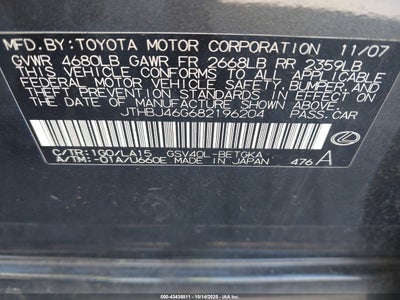 MFD. BY: TOYOTA MOTOR CORPORATION 11/07
GVWR 4680LB GAWR FR 2668LB RR 2359LB
THIS VEHICLE CONFORMS TO ALL APPLICABLE
FEDERAL MOTOR VEHICLE SAFETY, BUMPER, AND
THEFT PREVENTION STANDARDS IN EFFECT ON
THE DATE OF MANUFACTURE SHOWN ABOVE.
JTHBJ46G682196204 PASS.CAR
C/TR:1G0/LA15 GSV40L-BETGKA
A/TM:-01A/U660E MADE IN JAPAN 476 A
000-43438811 - 10/14/2025 - IAA Inc.